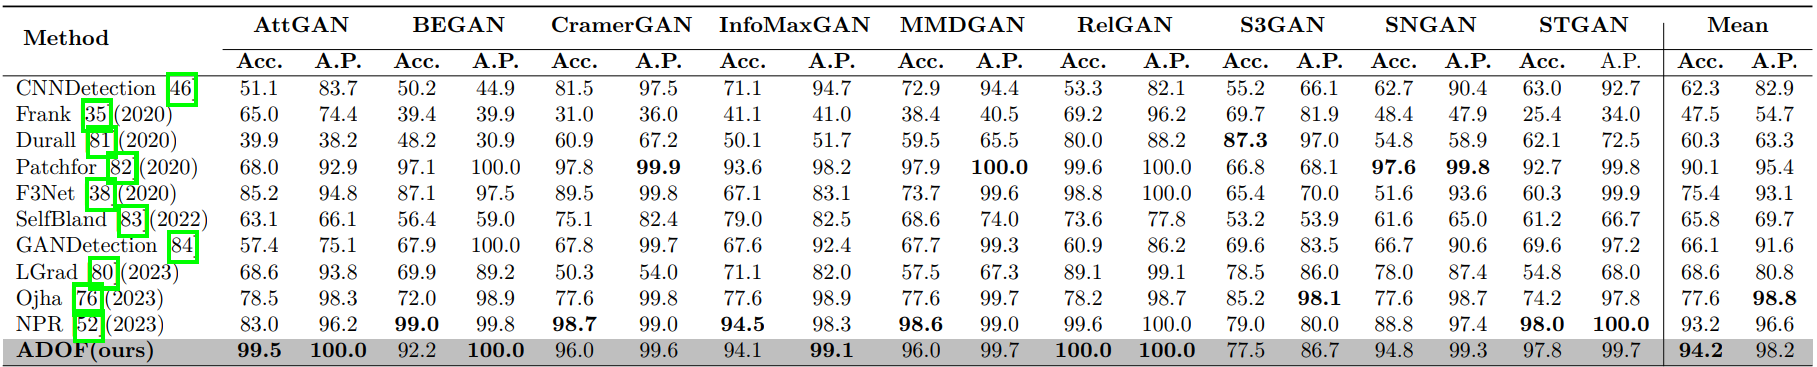 Method AttGAN BEGAN CramerGAN InfoMaxGAN MMDGAN RelGAN S3GAN SNGAN STGAN Mean
Acc. A.P. Acc. A.P. Acc. A.P. Acc. A.P. Acc. A.P. Acc. A.P. Acc. A.P. Acc. A.P. Acc. A.P. Acc. A.P.
CNNDetection [46] 51.1 83.7 50.2 44.9 81.5 97.5 71.1 94.7 72.9 94.4 53.3 82.1 55.2 66.1 62.7 90.4 63.0 92.7 62.3 82.9
Frank [35] (2020) 65.0 74.4 39.4 39.9 31.0 36.0 41.1 41.0 38.4 40.5 69.2 96.2 69.7 81.9 48.4 47.9 25.4 34.0 47.5 54.7
Durall [81] (2020) 39.9 38.2 48.2 30.9 60.9 67.2 50.1 51.7 59.5 65.5 80.0 88.2 87.3 97.0 54.8 58.9 62.1 72.5 60.3 63.3
Patchfor [82] (2020) 68.0 92.9 97.1 100.0 97.8 99.9 93.6 98.2 97.9 100.0 99.6 100.0 66.8 68.1 97.6 99.8 92.7 99.8 90.1 95.4
F3Net [38] (2020) 85.2 94.8 87.1 97.5 89.5 99.8 67.1 83.1 73.7 99.6 98.8 100.0 65.4 70.0 51.6 93.6 60.3 99.9 75.4 93.1
SelfBland [83] (2022) 63.1 66.1 56.4 59.0 75.1 82.4 79.0 82.5 68.6 74.0 73.6 77.8 53.2 53.9 61.6 65.0 61.2 66.7 65.8 69.7
GANDetection [84] 57.4 75.1 67.9 100.0 67.8 99.7 67.6 92.4 67.7 99.3 60.9 86.2 69.6 83.5 66.7 90.6 69.6 97.2 66.1 91.6
LGrad [80] (2023) 68.6 93.8 69.9 89.2 50.3 54.0 71.1 82.0 57.5 67.3 89.1 99.1 78.5 86.0 78.0 87.4 54.8 68.0 68.6 80.8
Ojha [76] (2023) 78.5 98.3 72.0 98.9 77.6 99.8 77.6 98.9 77.6 99.7 78.2 98.7 85.2 98.1 77.6 98.7 74.2 97.8 77.6 98.8
NPR [52] (2023) 83.0 96.2 99.0 99.8 98.7 99.0 94.5 98.3 98.6 99.0 99.6 100.0 79.0 80.0 88.8 97.4 98.0 100.0 93.2 96.6
ADOF(ours) 99.5 100.0 92.2 100.0 96.0 99.6 94.1 99.1 96.0 99.7 100.0 100.0 77.5 86.7 94.8 99.3 97.8 99.7 94.2 98.2